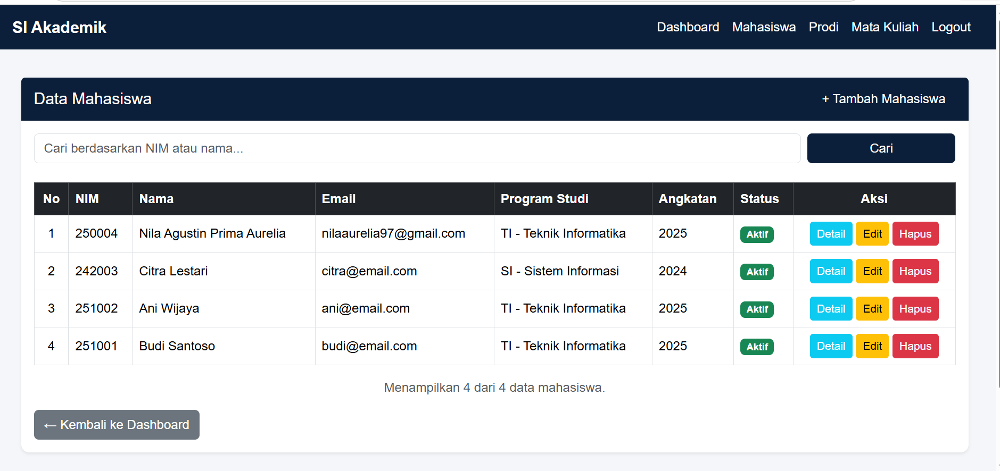 SI Akademik Dashboard Mahasiswa Prodi Mata Kuliah Logout
Data Mahasiswa + Tambah Mahasiswa
Cari berdasarkan NIM atau nama... Cari
No NIM Nama Email Program Studi Angkatan Status Aksi
1 250004 Nila Agustin Prima Aurelia nilaaurelia97@gmail.com TI - Teknik Informatika 2025 Aktif Detail Edit Hapus
2 242003 Citra Lestari citra@email.com SI - Sistem Informasi 2024 Aktif Detail Edit Hapus
3 251002 Ani Wijaya ani@email.com TI - Teknik Informatika 2025 Aktif Detail Edit Hapus
4 251001 Budi Santoso budi@email.com TI - Teknik Informatika 2025 Aktif Detail Edit Hapus
Menampilkan 4 dari 4 data mahasiswa.
← Kembali ke Dashboard